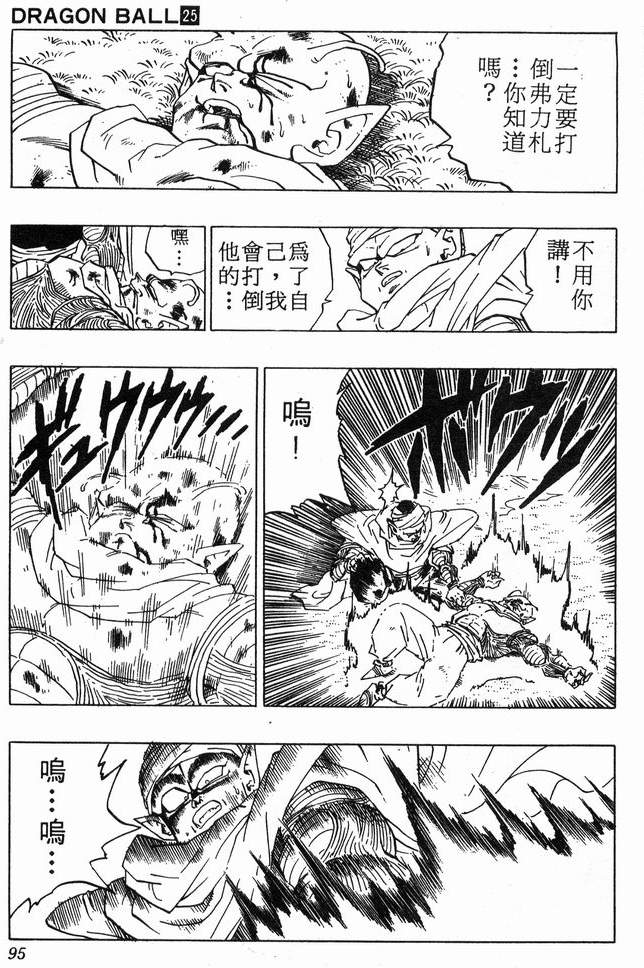 DRAGON BALL 25
一定要打
倒弗力札
…你知道
嗎？
不用你
講！
爲了自
己，我
會打倒
他的…
嘿…
ボウッ
嗚！
ギュウウウ…
嗚…嗚…
95